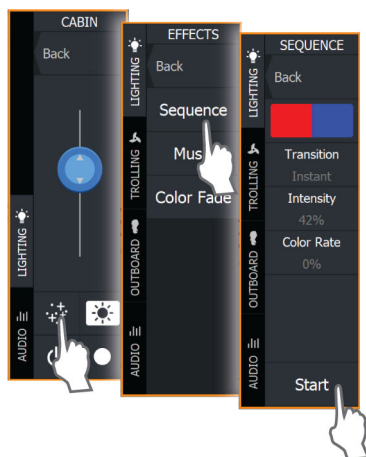 CABIN
Back
LIGHTING
AUDIO
EFFECTS
Back
Sequence
Mus
Color Fade
LIGHTING
TROLLING
OUTBOARD
AUDIO
SEQUENCE
Back
Transition
Instant
Intensity
42%
Color Rate
0%
Start
LIGHTING
TROLLING
OUTBOARD
AUDIO